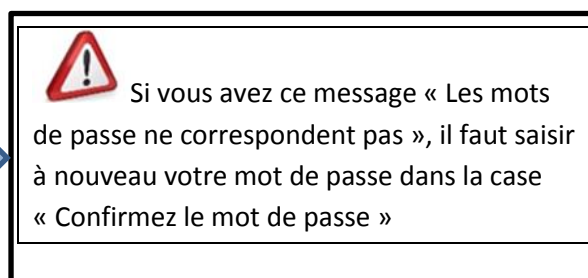 Si vous avez ce message « Les mots
de passe ne correspondent pas », il faut saisir
à nouveau votre mot de passe dans la case
« Confirmez le mot de passe »